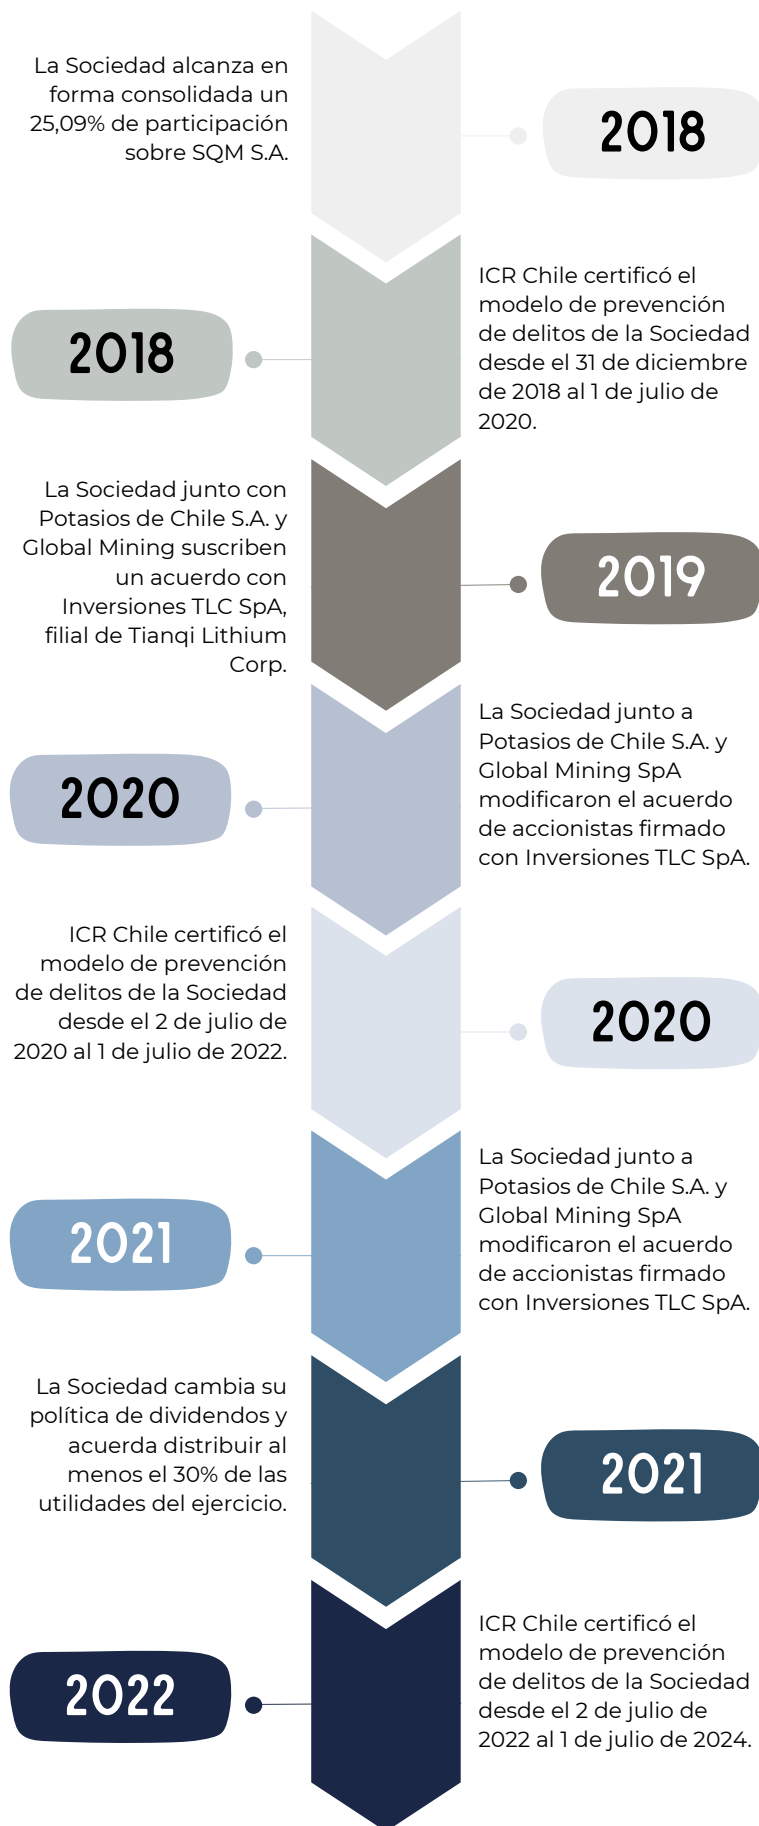 La Sociedad alcanza en
forma consolidada un
25,09% de participación
sobre SQM S.A.
2018
2018
ICR Chile certificó el
modelo de prevención
de delitos de la Sociedad
desde el 31 de diciembre
de 2018 al 1 de julio de
2020.
La Sociedad junto con
Potasios de Chile S.A. y
Global Mining suscriben
un acuerdo con
Inversiones TLC SpA,
filial de Tianqi Lithium
Corp.
2019
2020
La Sociedad junto a
Potasios de Chile S.A. y
Global Mining SpA
modificaron el acuerdo
de accionistas firmado
con Inversiones TLC SpA.
ICR Chile certificó el
modelo de prevención
de delitos de la Sociedad
desde el 2 de julio de
2020 al 1 de julio de 2022.
2020
2021
La Sociedad junto a
Potasios de Chile S.A. y
Global Mining SpA
modificaron el acuerdo
de accionistas firmado
con Inversiones TLC SpA.
La Sociedad cambia su
política de dividendos y
acuerda distribuir al
menos el 30% de las
utilidades del ejercicio.
2021
2022
ICR Chile certificó el
modelo de prevención
de delitos de la Sociedad
desde el 2 de julio de
2022 al 1 de julio de 2024.